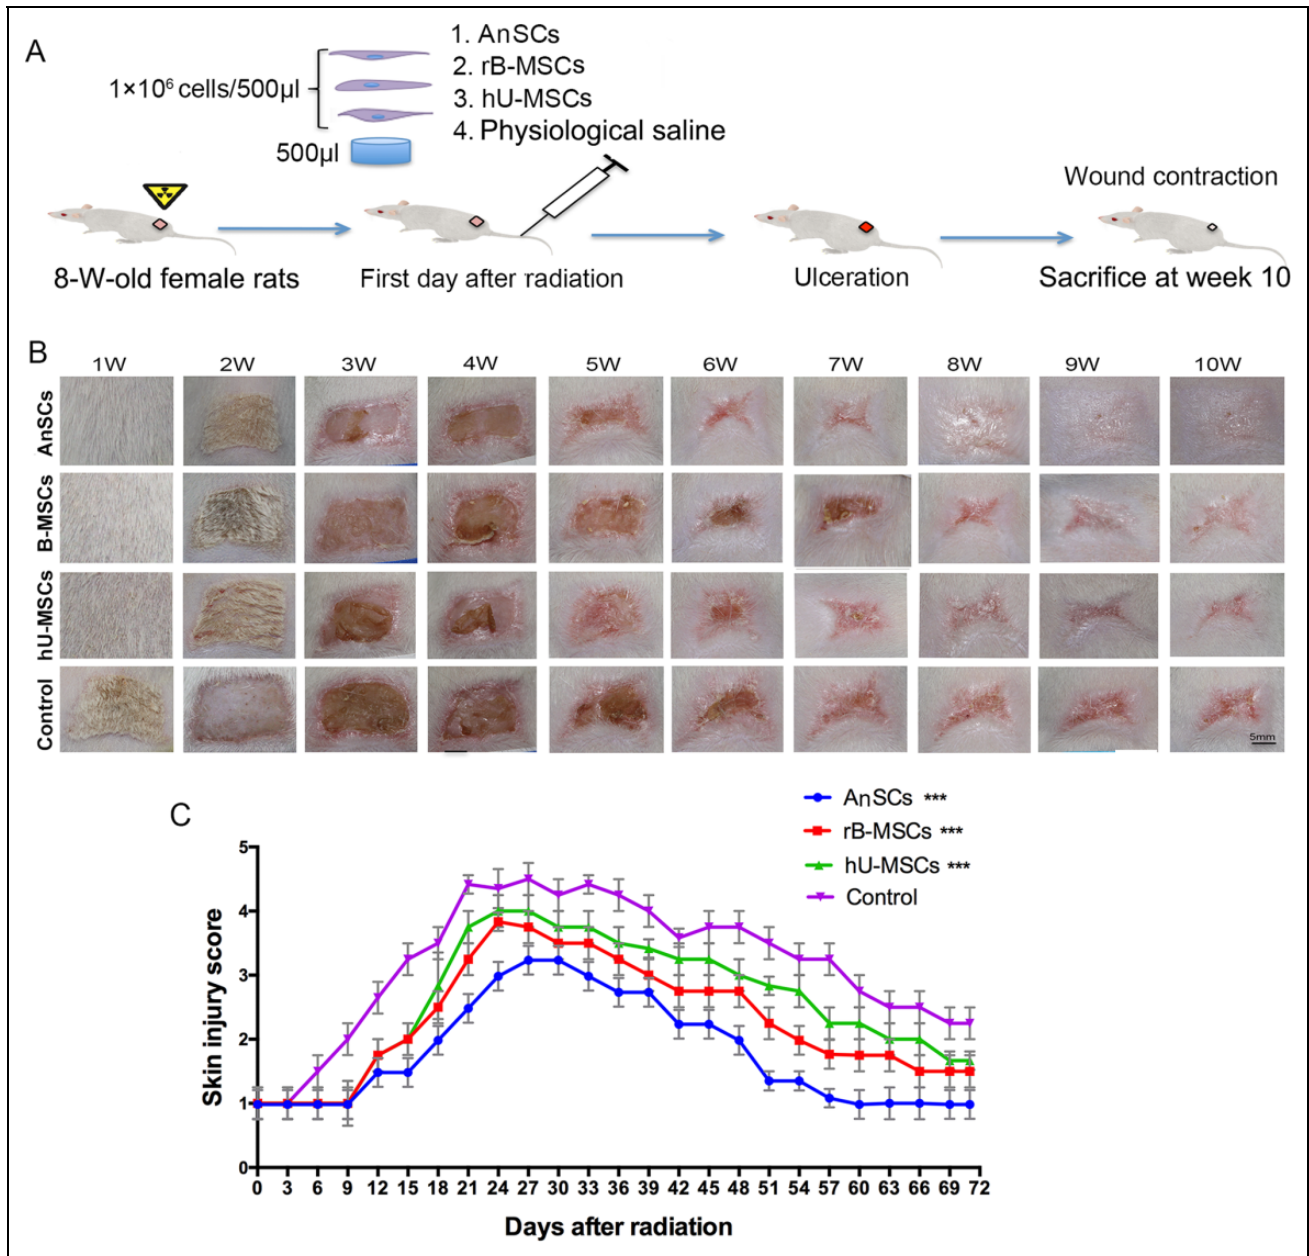 A
1×10⁶ cells/500µl
1. AnSCs
2. rB-MSCs
3. hU-MSCs
4. Physiological saline
500µl
Wound contraction
8-W-old female rats
First day after radiation
Ulceration
Sacrifice at week 10
B
1W 2W 3W 4W 5W 6W 7W 8W 9W 10W
AnSCs
B-MSCs
hU-MSCs
Control
5mm
C
AnSCs ***
rB-MSCs ***
hU-MSCs ***
Control
Skin injury score
5
4
3
2
1
0
0 3 6 9 12 15 18 21 24 27 30 33 36 39 42 45 48 51 54 57 60 63 66 69 72
Days after radiation